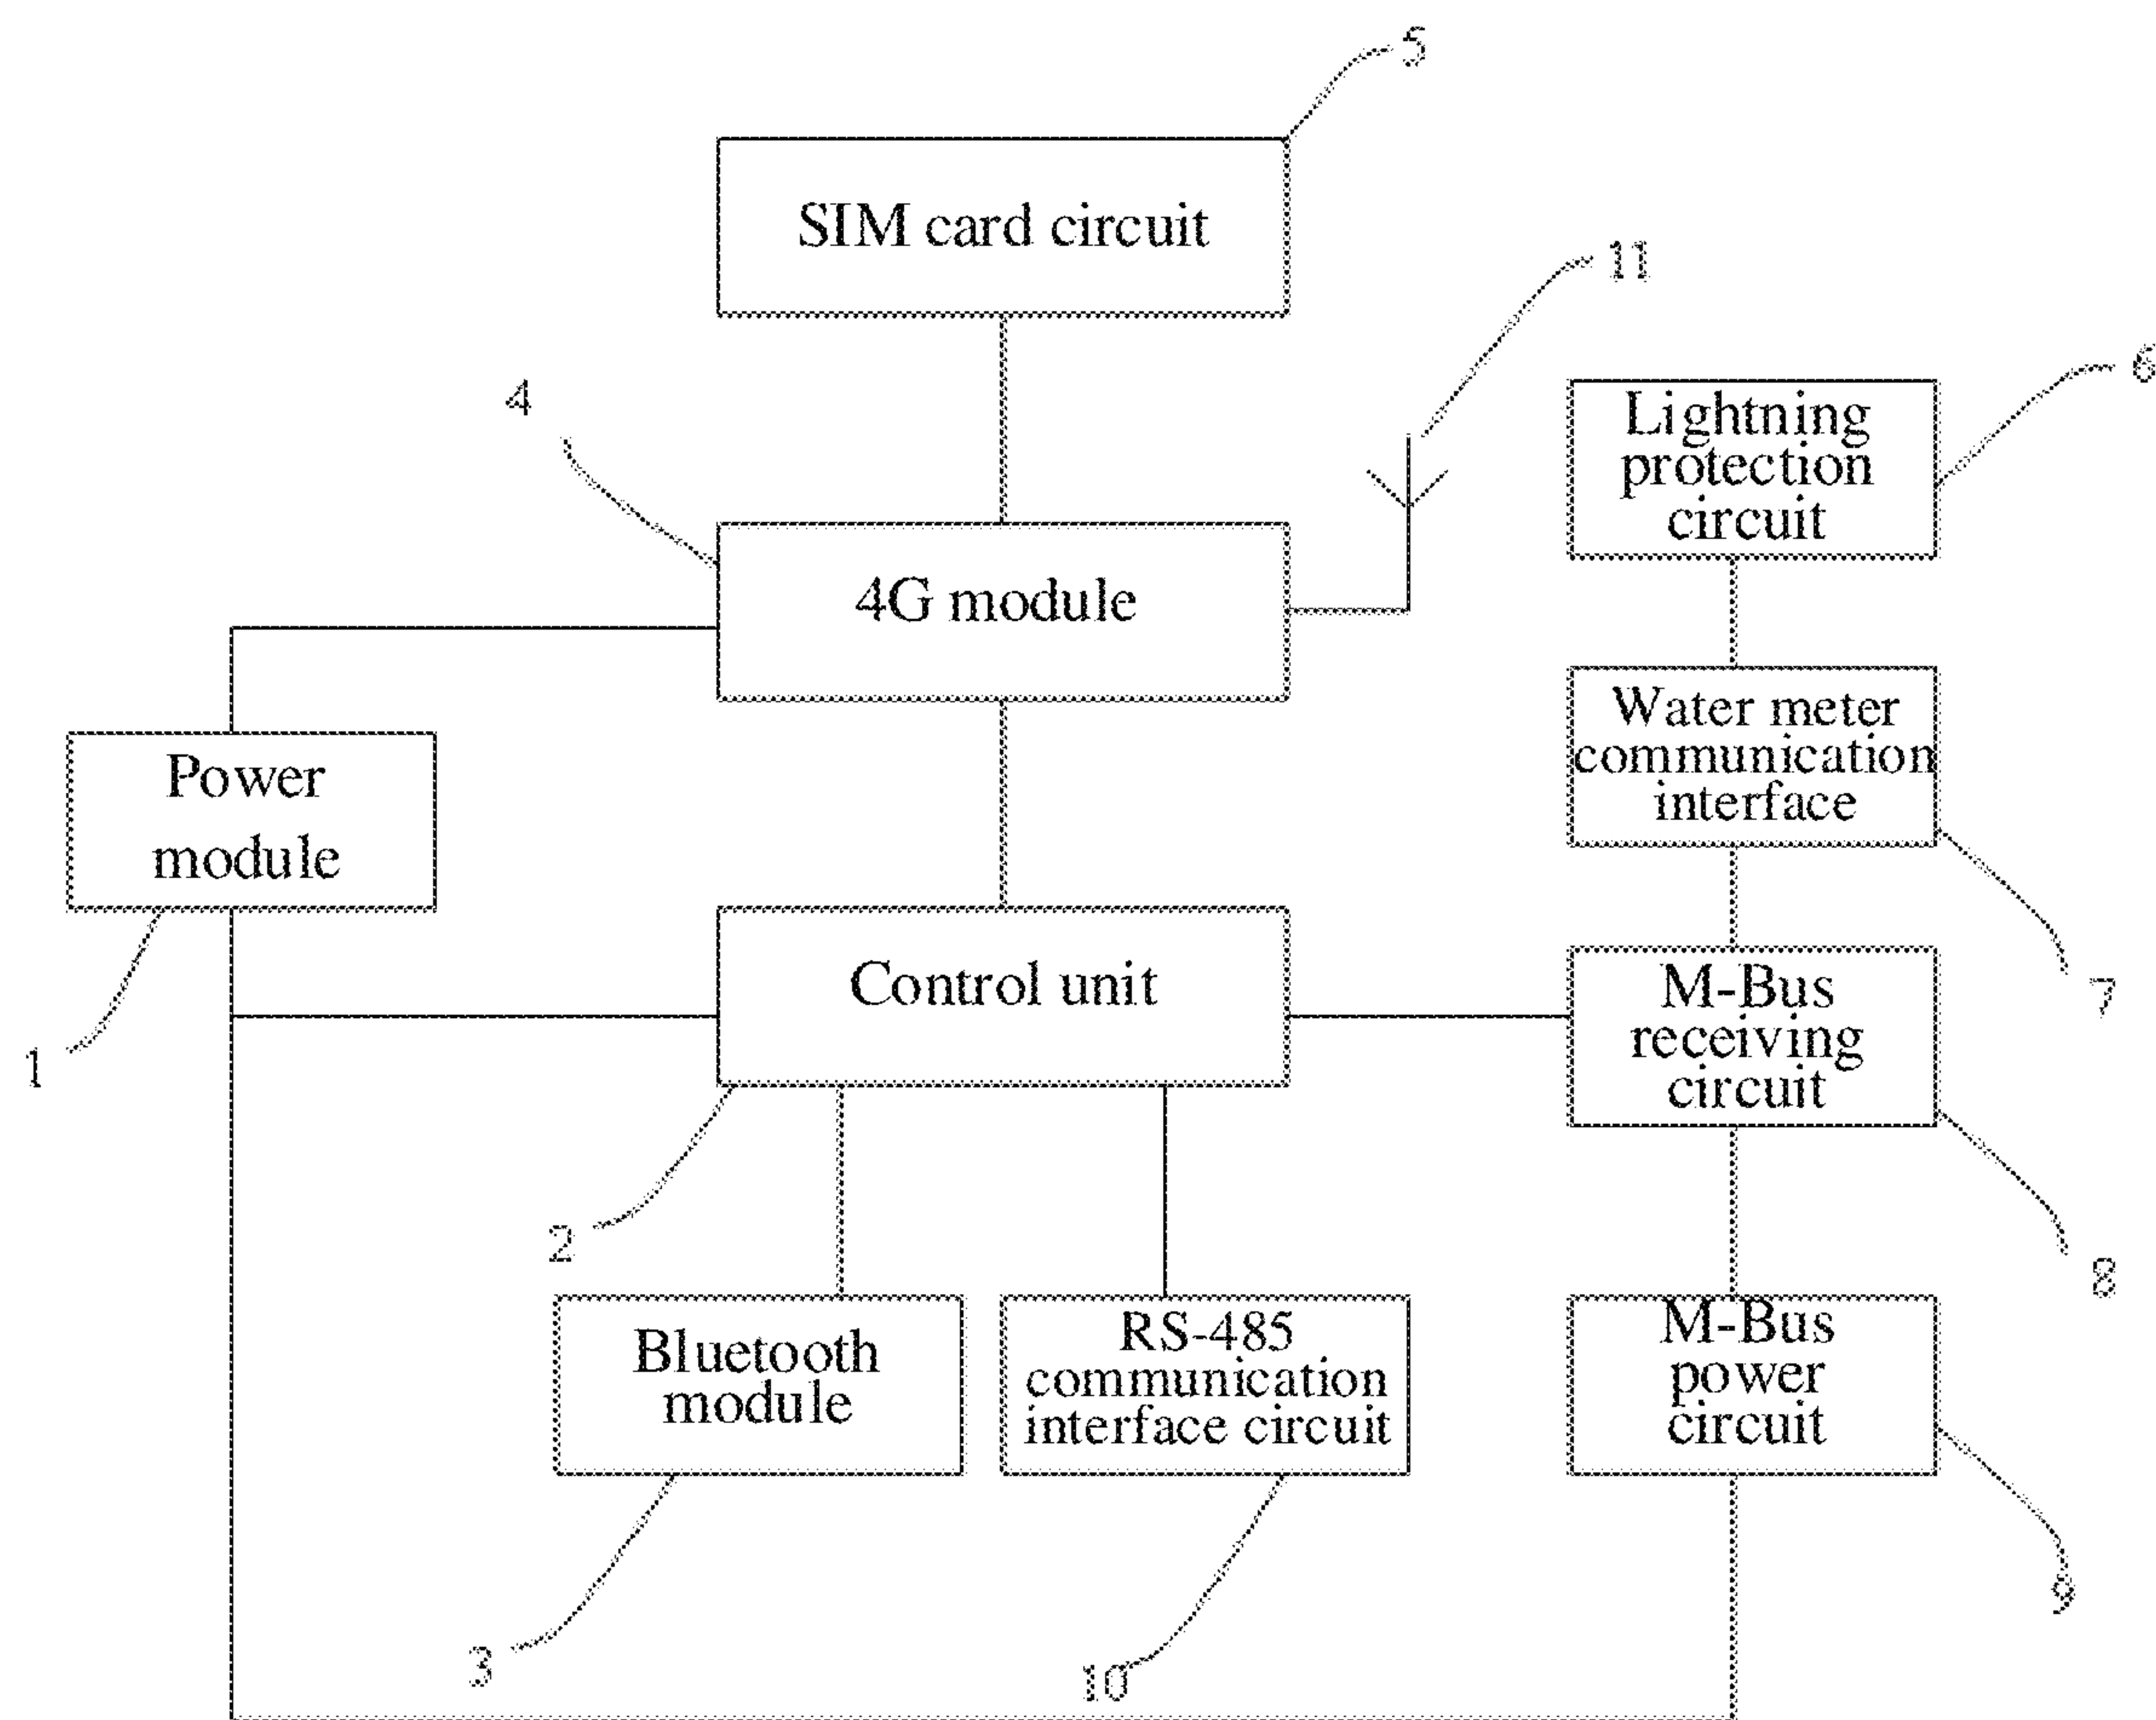 5
SIM card circuit
11
4
6
Lightning
protection
circuit
4G module
Water meter
communication
interface
Power
module
7
Control unit
M-Bus
receiving
circuit
1
2
8
Bluetooth
module
RS-485
communication
interface circuit
M-Bus
power
circuit
9
3
10